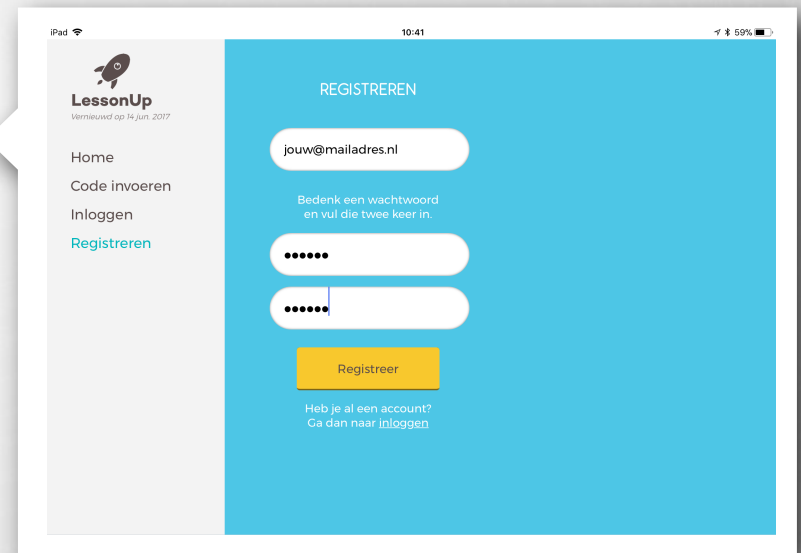 iPad
10:41
59%
LessonUp
Vernieuwd op 14 jun. 2017
Home
Code invoeren
Inloggen
Registreren
REGISTREREN
jouw@mailadres.nl
Bedenk een wachtwoord
en vul die twee keer in.
●●●●●●
●●●●●●
Registreer
Heb je al een account?
Ga dan naar inloggen